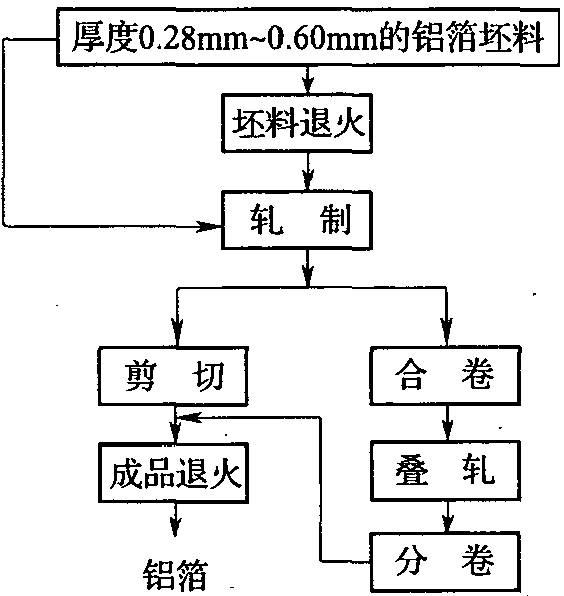 厚度0.28mm~0.60mm的铝箔坯料
坯料退火
轧 制
剪 切
合 卷
成品退火
叠 轧
铝箔
分 卷